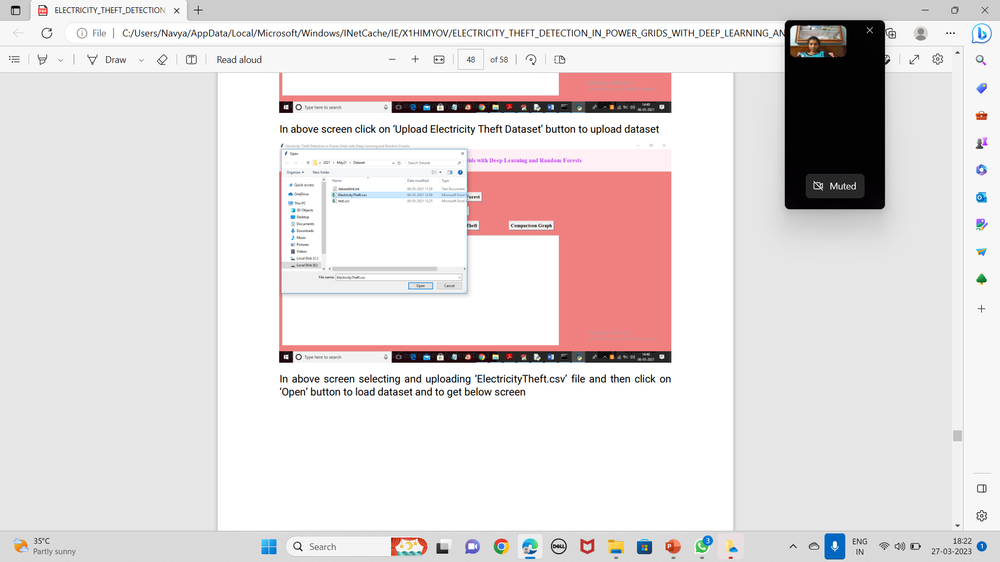 ELECTRICITY_THEFT_DETECTION_
File
C:/Users/Navya/AppData/Local/Microsoft/Windows/INetCache/IE/X1HIMYOV/ELECTRICITY_THEFT_DETECTION_IN_POWER_GRIDS_WITH_DEEP_LEARNING_AN
Draw
Read aloud
48
of 58
Muted
Type here to search
14:40
06-05-2021
In above screen click on ‘Upload Electricity Theft Dataset’ button to upload dataset
Electricity Theft Detection in Power Grids with Deep Learning and Random Forests
Open
rids with Deep Learning and Random Forests
« 2021 › May21 › Dataset
Search Dataset
Organize
New folder
Name
Date modified
Type
Quick access
OneDrive
This PC
3D Objects
Desktop
Documents
Downloads
Music
Pictures
Videos
Local Disk (C:)
Local Disk (E:)
datasetlink.txt 06-05-2021 11:28 Text Document
ElectricityTheft.csv 06-05-2021 12:58 Microsoft Excel C
test.csv 06-05-2021 13:25 Microsoft Excel C
Forest
Theft
Comparison Graph
File name:
ElectricityTheft.csv
Open
Cancel
Type here to search
14:40
06-05-2021
In above screen selecting and uploading ‘ElectricityTheft.csv’ file and then click on
‘Open’ button to load dataset and to get below screen
35°C
Partly sunny
Search
DELL
3
ENG
IN
18:22
27-03-2023
1